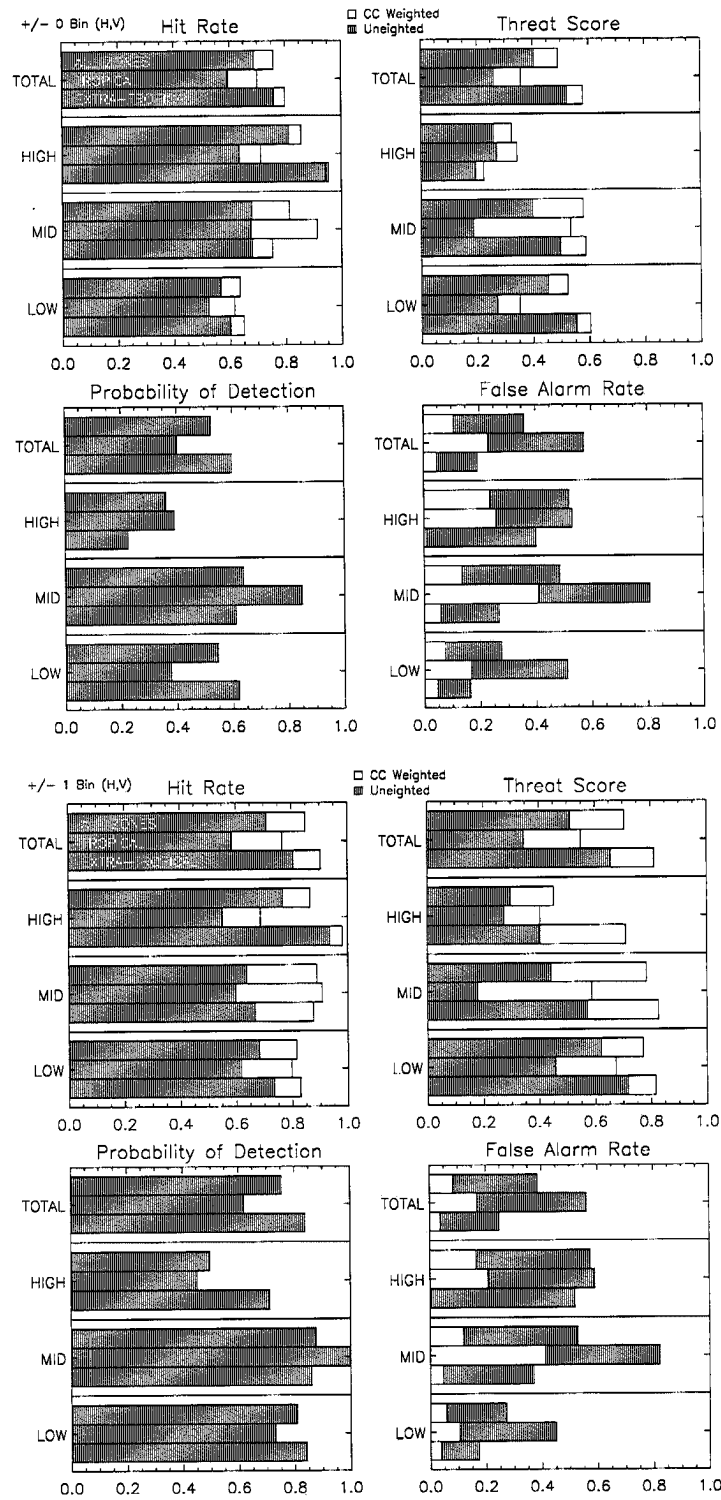 +/- 0 Bin (H,V) Hit Rate
CC Weighted
Uneighted
Threat Score
TOTAL
HIGH
MID
LOW
0.0 0.2 0.4 0.6 0.8 1.0
TOTAL
HIGH
MID
LOW
0.0 0.2 0.4 0.6 0.8 1.0
Probability of Detection
False Alarm Rate
TOTAL
HIGH
MID
LOW
0.0 0.2 0.4 0.6 0.8 1.0
TOTAL
HIGH
MID
LOW
0.0 0.2 0.4 0.6 0.8 1.0
+/- 1 Bin (H,V) Hit Rate
CC Weighted
Uneighted
Threat Score
TOTAL
HIGH
MID
LOW
0.0 0.2 0.4 0.6 0.8 1.0
TOTAL
HIGH
MID
LOW
0.0 0.2 0.4 0.6 0.8 1.0
Probability of Detection
False Alarm Rate
TOTAL
HIGH
MID
LOW
0.0 0.2 0.4 0.6 0.8 1.0
TOTAL
HIGH
MID
LOW
0.0 0.2 0.4 0.6 0.8 1.0